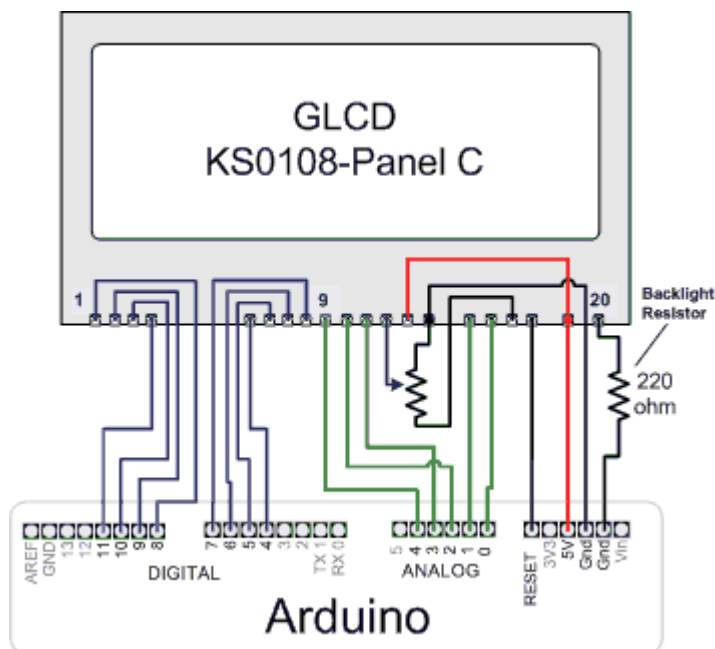 GLCD
KS0108-Panel C
1
9
20
Backlight
Resistor
220
ohm
AREF
GND
13
12
11
10
9
8
7
6
5
4
3
2
TX 1
RX 0
5
4
3
2
1
0
RESET
3V3
5V
Gnd
Gnd
Vin
DIGITAL
ANALOG
Arduino